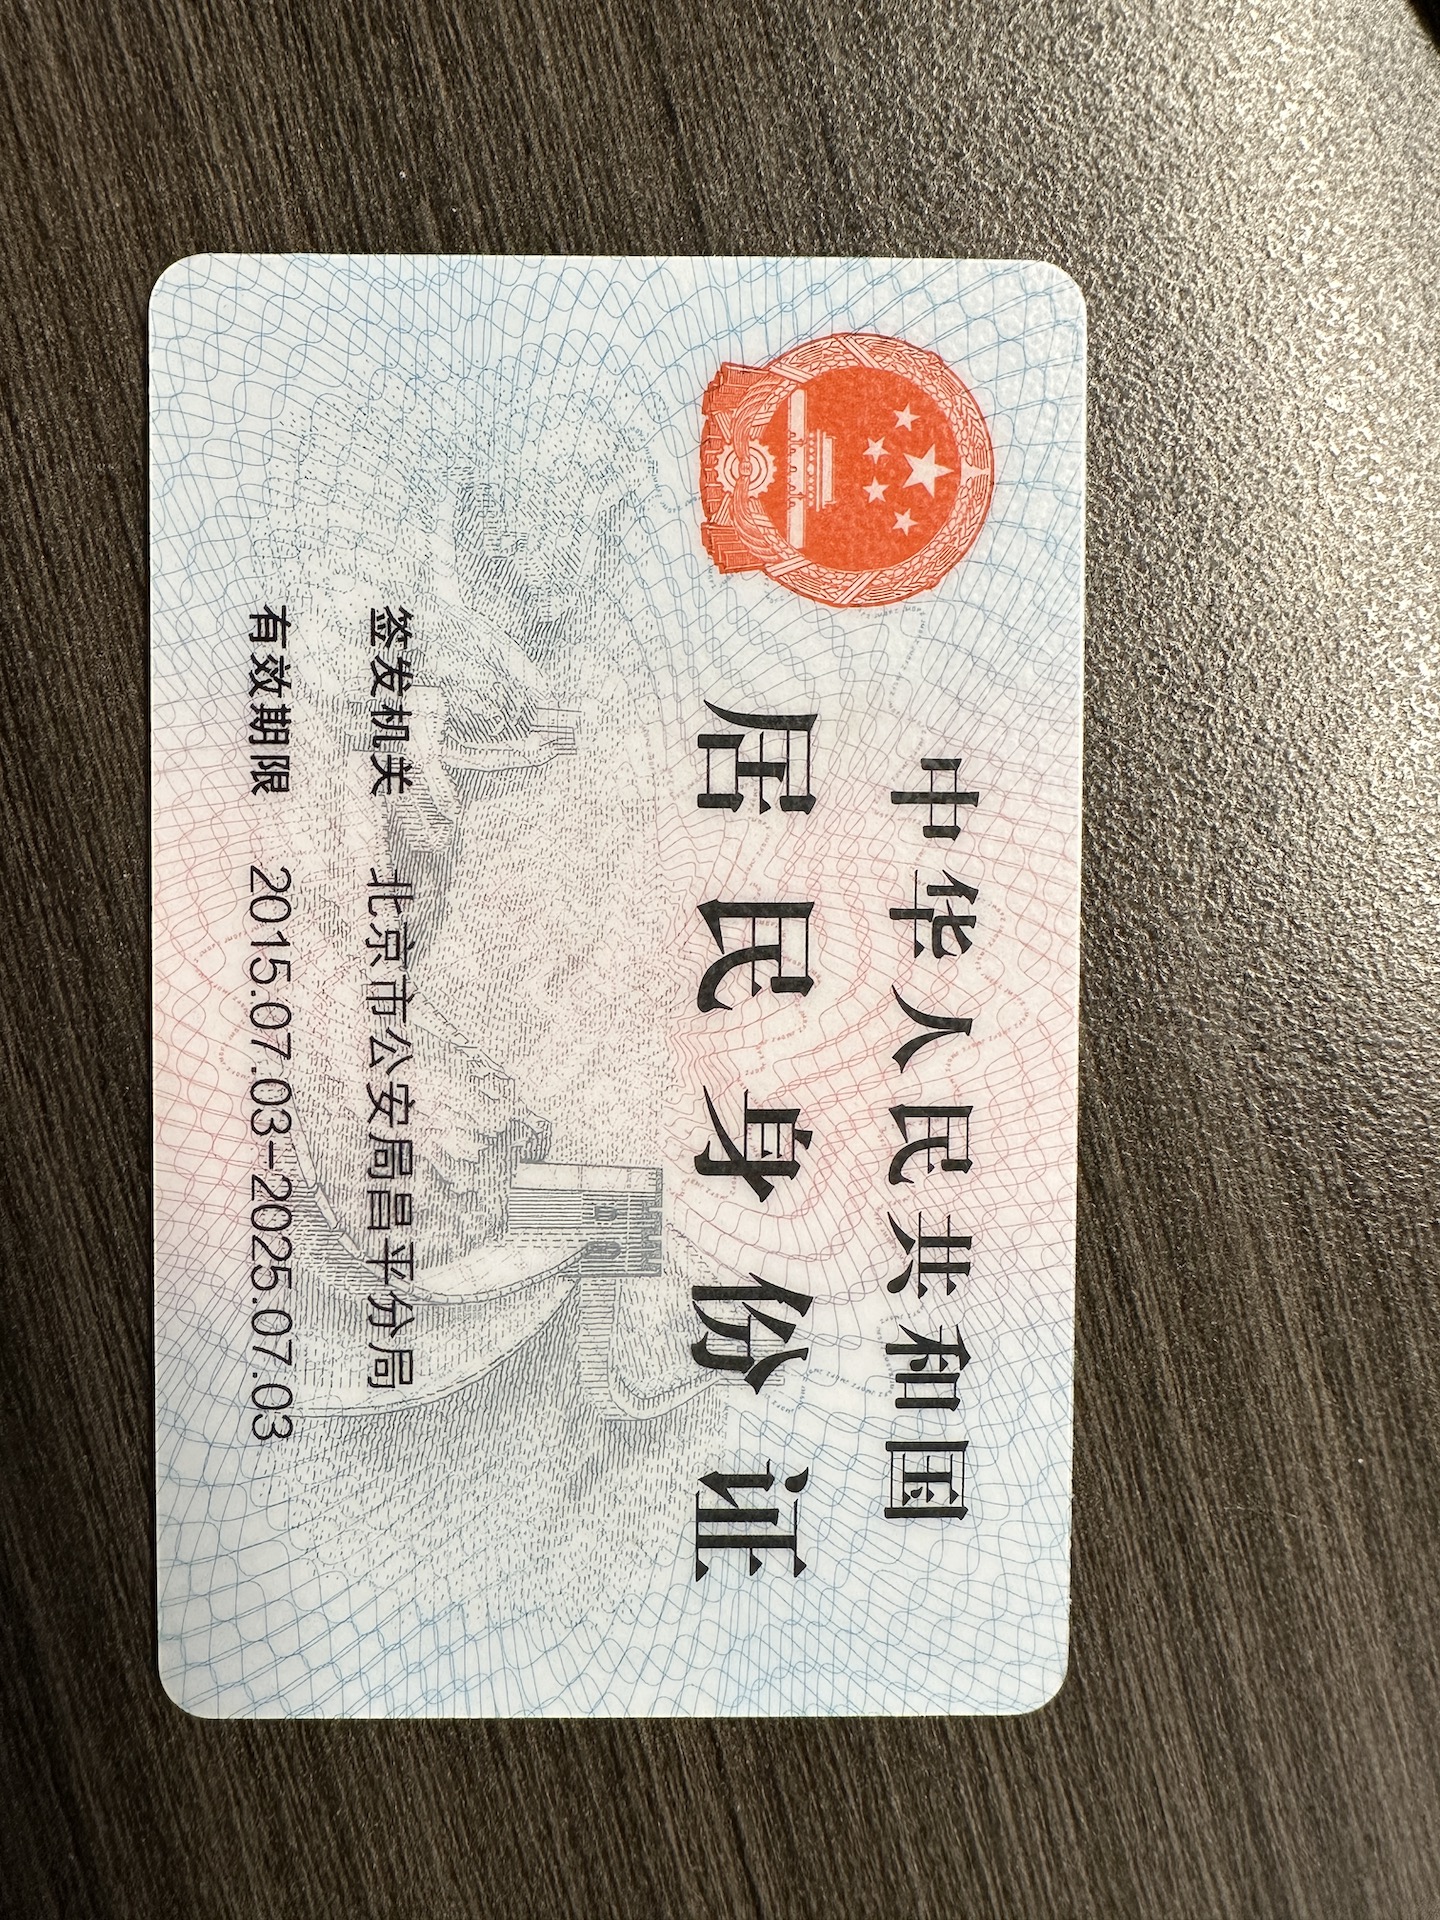 中华人民共和国
居民身份证
签发机关 北京市公安局昌平分局
有效期限 2015.07.03-2025.07.03